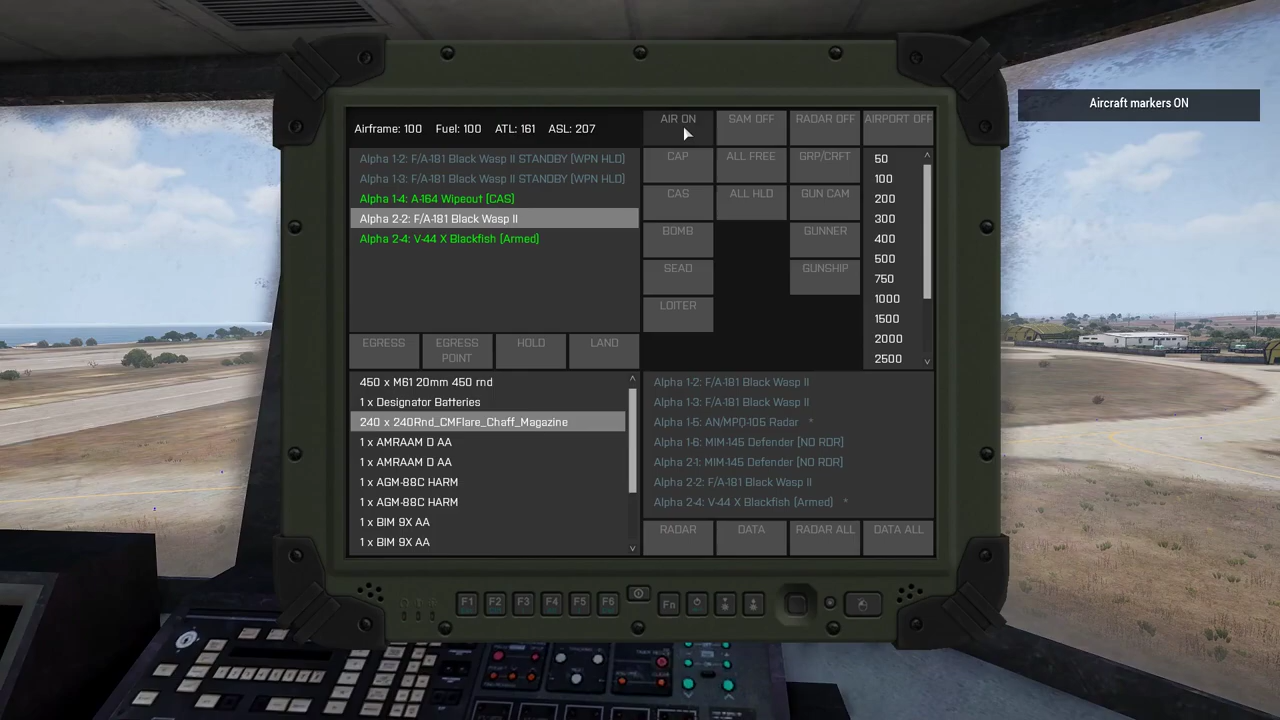 Aircraft markers ON
Airframe: 100 Fuel: 100 ATL: 161 ASL: 207
AIR ON
SAM OFF
RADAR OFF
AIRPORT OFF
Alpha 1-2: F/A-181 Black Wasp II STANDBY [WPN HLD]
Alpha 1-3: F/A-181 Black Wasp II STANDBY [WPN HLD]
Alpha 1-4: A-164 Wipeout [CAS]
Alpha 2-2: F/A-181 Black Wasp II
Alpha 2-4: V-44 X Blackfish (Armed)
CAP
ALL FREE
GRP/CRFT
CAS
ALL HLD
GUN CAM
BOMB
GUNNER
SEAD
GUNSHIP
LOITER
50
100
200
300
400
500
750
1000
1500
2000
2500
EGRESS
EGRESS
POINT
HOLD
LAND
450 x M61 20mm 450 rnd
1 x Designator Batteries
240 x 240Rnd_CMFlare_Chaff_Magazine
1 x AMRAAM D AA
1 x AMRAAM D AA
1 x AGM-88C HARM
1 x AGM-88C HARM
1 x BIM 9X AA
1 x BIM 9X AA
Alpha 1-2: F/A-181 Black Wasp II
Alpha 1-3: F/A-181 Black Wasp II
Alpha 1-5: AN/MPQ-105 Radar *
Alpha 1-6: MIM-145 Defender [NO RDR]
Alpha 2-1: MIM-145 Defender [NO RDR]
Alpha 2-2: F/A-181 Black Wasp II
Alpha 2-4: V-44 X Blackfish (Armed) *
RADAR
DATA
RADAR ALL
DATA ALL
F1
F2
F3
F4
F5
F6
Fn